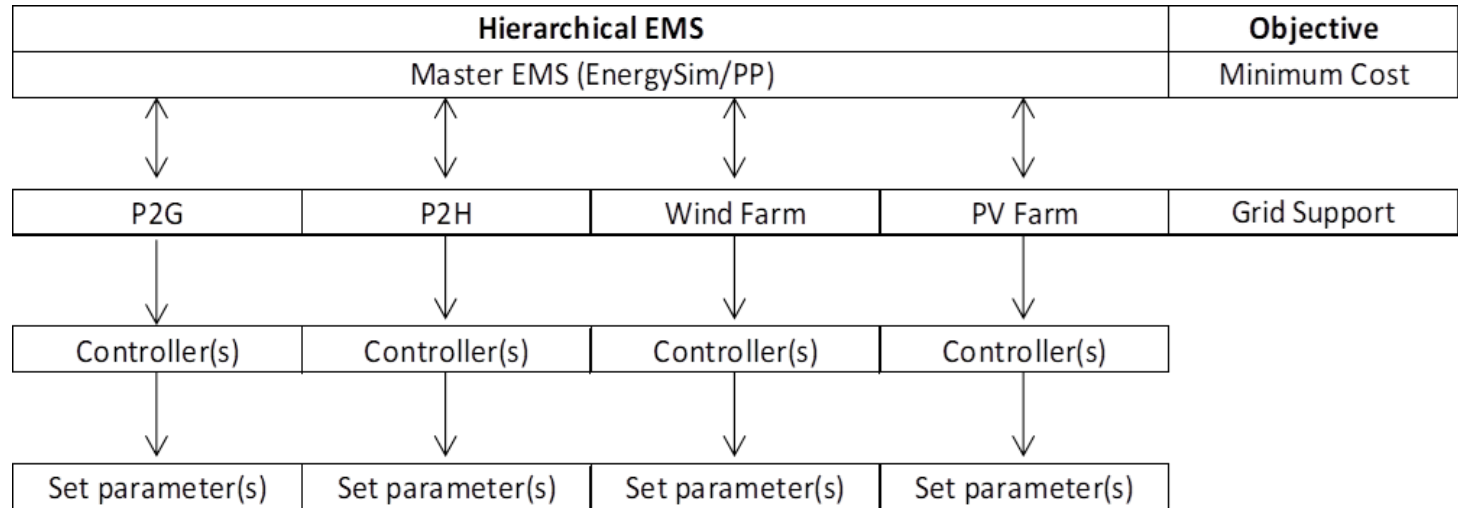 Hierarchical EMS Objective
Master EMS (EnergySim/PP) Minimum Cost
P2G P2H Wind Farm PV Farm Grid Support
Controller(s) Controller(s) Controller(s) Controller(s)
Set parameter(s) Set parameter(s) Set parameter(s) Set parameter(s)